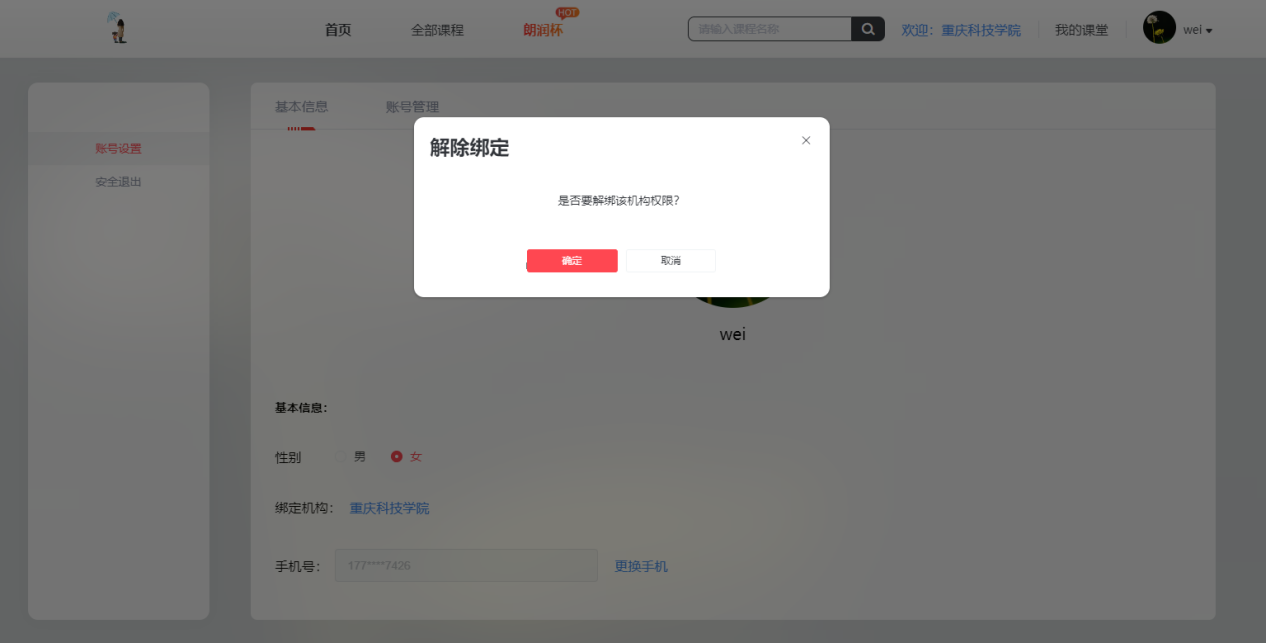 HOT
首页 全部课程 朗润杯 请输入课程名称 欢迎：重庆科技学院 我的课堂 wei
基本信息 账号管理
账号设置
安全退出
解除绑定
是否要解绑该机构权限？
确定 取消
wei
基本信息：
性别 男 女
绑定机构： 重庆科技学院
手机号： 177****7426 更换手机